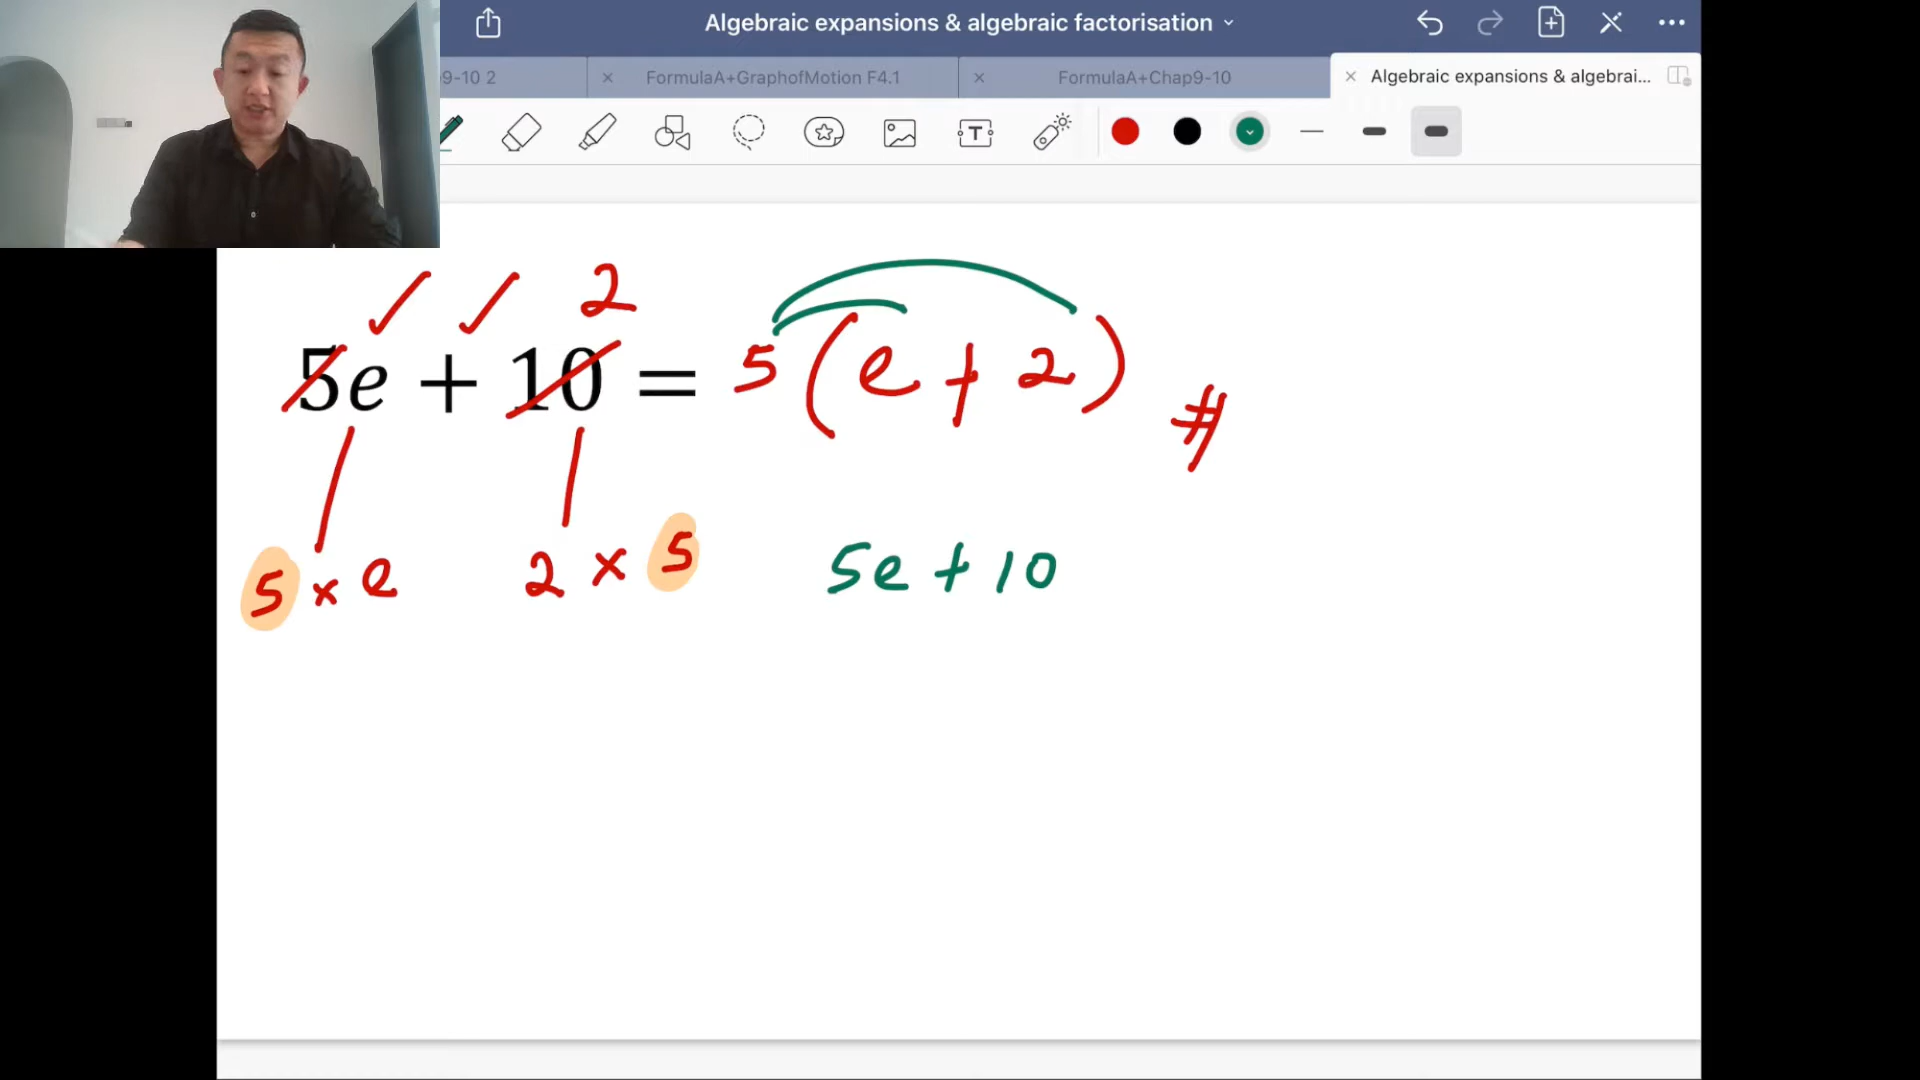 Algebraic expansions & algebraic factorisation
9-10 2
FormulaA+GraphofMotion F4.1
FormulaA+Chap9-10
Algebraic expansions & algebrai...
T
✓ ✓ 2
5e + 10 = 5(e + 2) #
5 × e 2 × 5 5e + 10